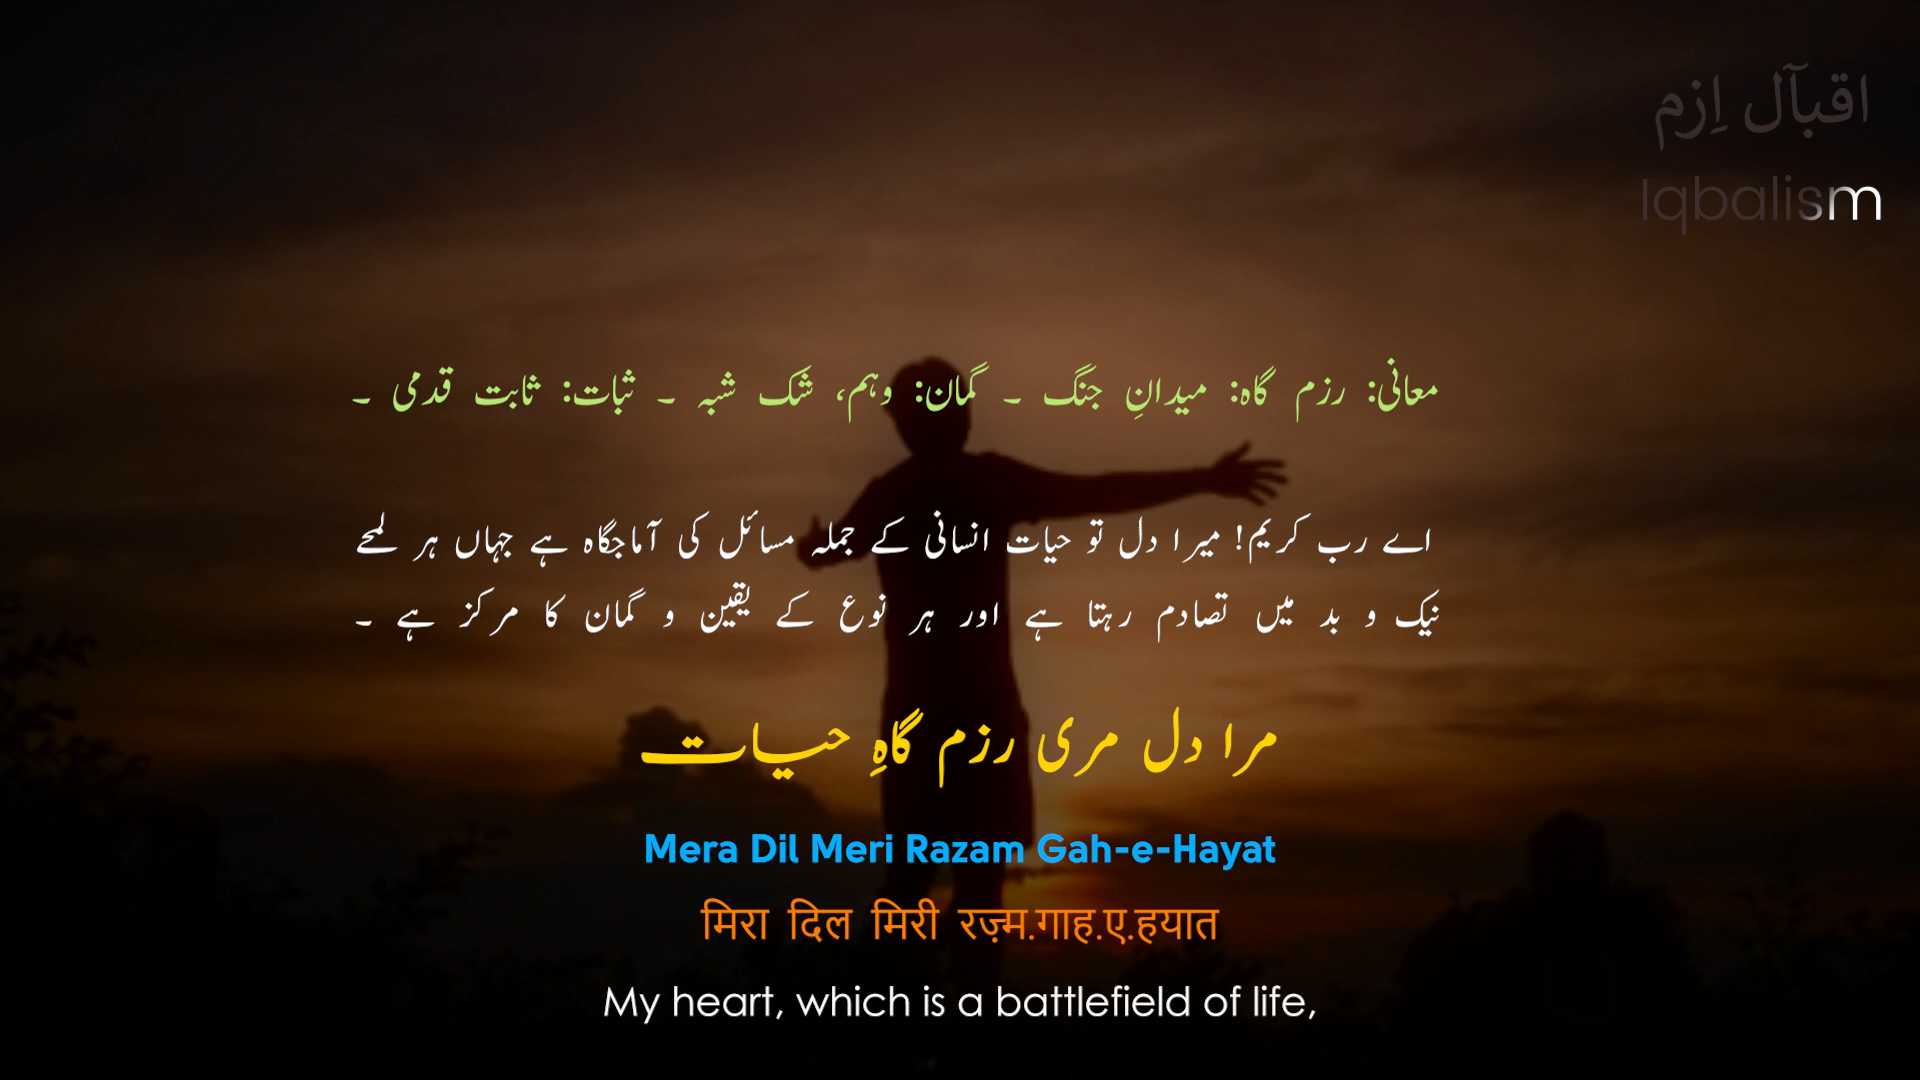 اقبآل اِزم
Iqbalism
معانی: رزم گاہ: میدانِ جنگ ۔ گمان: وہم، شک شبہ ۔ ثبات: ثابت قدمی ۔
اے رب کریم! میرا دل تو حیات انسانی کے جملہ مسائل کی آماجگاہ ہے جہاں ہر لمحے
نیک و بد میں تصادم رہتا ہے اور ہر نوع کے یقین و گمان کا مرکز ہے ۔
مرا دل مری رزم گاہِ حیات
Mera Dil Meri Razam Gah-e-Hayat
मिरा दिल मिरी रज़्म.गाह.ए.हयात
My heart, which is a battlefield of life,